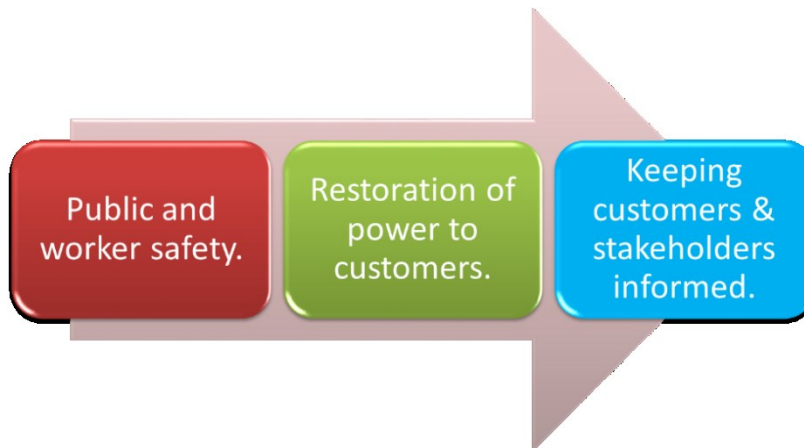 Public and
worker safety.
Restoration of
power to
customers.
Keeping
customers &
stakeholders
informed.